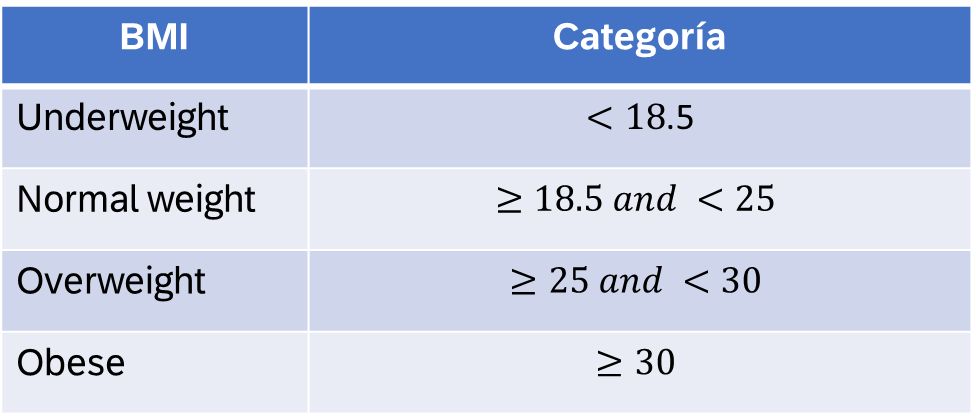 BMI Categoría
Underweight < 18.5
Normal weight ≥ 18.5 and < 25
Overweight ≥ 25 and < 30
Obese ≥ 30